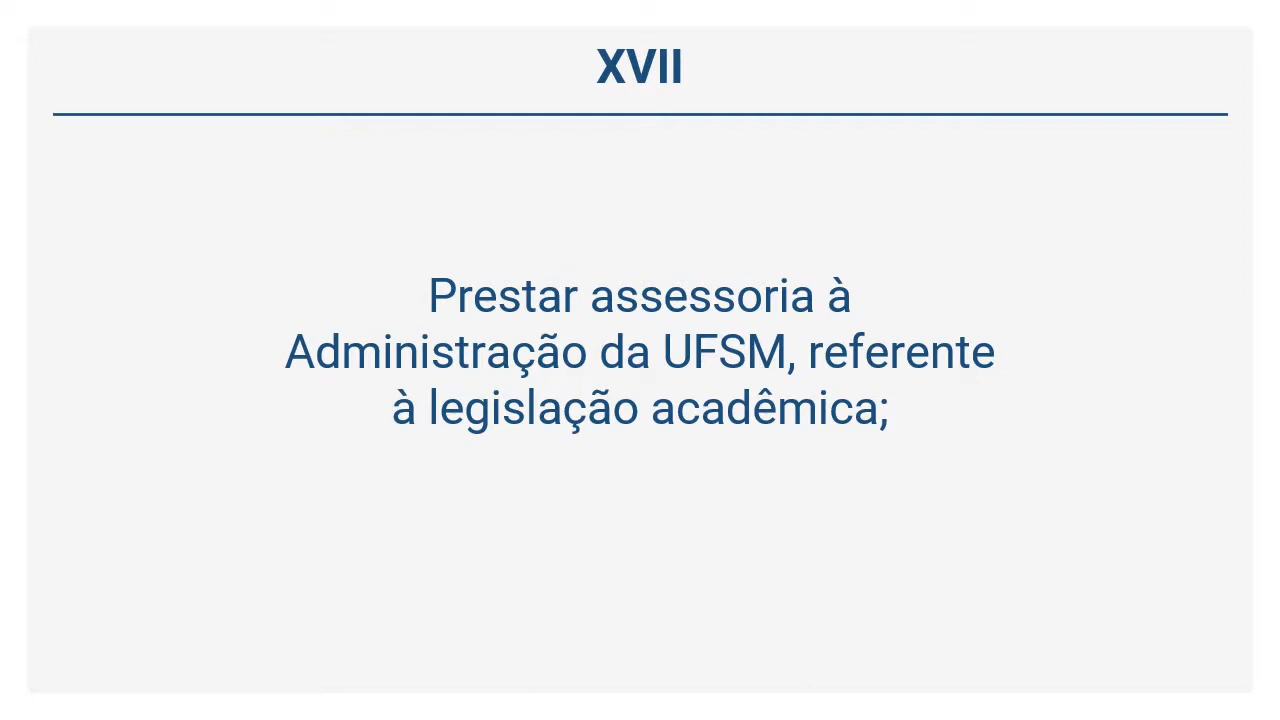 XVII
Prestar assessoria à
Administração da UFSM, referente
à legislação acadêmica;